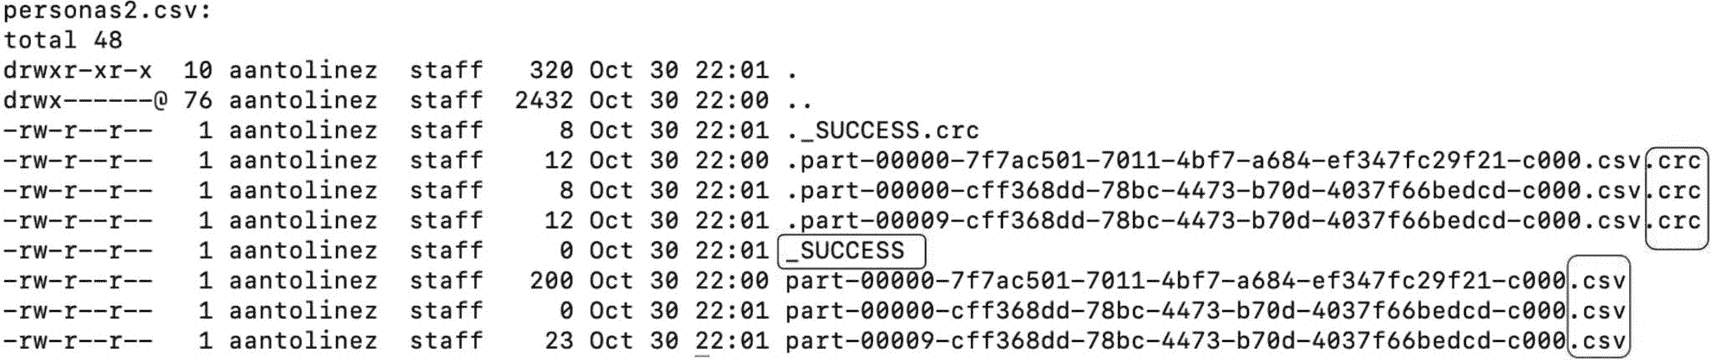 personas2.csv:
total 48
drwxr-xr-x  10 aantolinez  staff   320 Oct 30 22:01 .
drwx------@ 76 aantolinez  staff  2432 Oct 30 22:00 ..
-rw-r--r--   1 aantolinez  staff     8 Oct 30 22:01 ._SUCCESS.crc
-rw-r--r--   1 aantolinez  staff    12 Oct 30 22:00 .part-00000-7f7ac501-7011-4bf7-a684-ef347fc29f21-c000.csv.crc
-rw-r--r--   1 aantolinez  staff     8 Oct 30 22:01 .part-00000-cff368dd-78bc-4473-b70d-4037f66bedcd-c000.csv.crc
-rw-r--r--   1 aantolinez  staff    12 Oct 30 22:01 .part-00009-cff368dd-78bc-4473-b70d-4037f66bedcd-c000.csv.crc
-rw-r--r--   1 aantolinez  staff     0 Oct 30 22:01 _SUCCESS
-rw-r--r--   1 aantolinez  staff   200 Oct 30 22:00 part-00000-7f7ac501-7011-4bf7-a684-ef347fc29f21-c000.csv
-rw-r--r--   1 aantolinez  staff     0 Oct 30 22:01 part-00000-cff368dd-78bc-4473-b70d-4037f66bedcd-c000.csv
-rw-r--r--   1 aantolinez  staff    23 Oct 30 22:01 part-00009-cff368dd-78bc-4473-b70d-4037f66bedcd-c000.csv